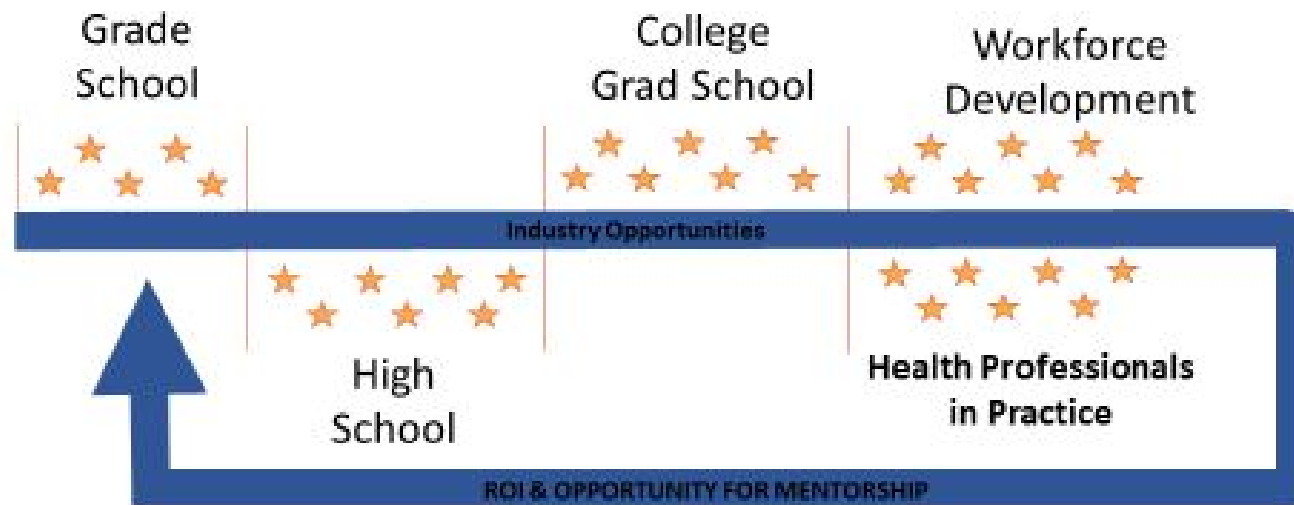 Grade
School
College
Grad School
Workforce
Development
Industry Opportunities
High
School
Health Professionals
in Practice
ROI & OPPORTUNITY FOR MENTORSHIP